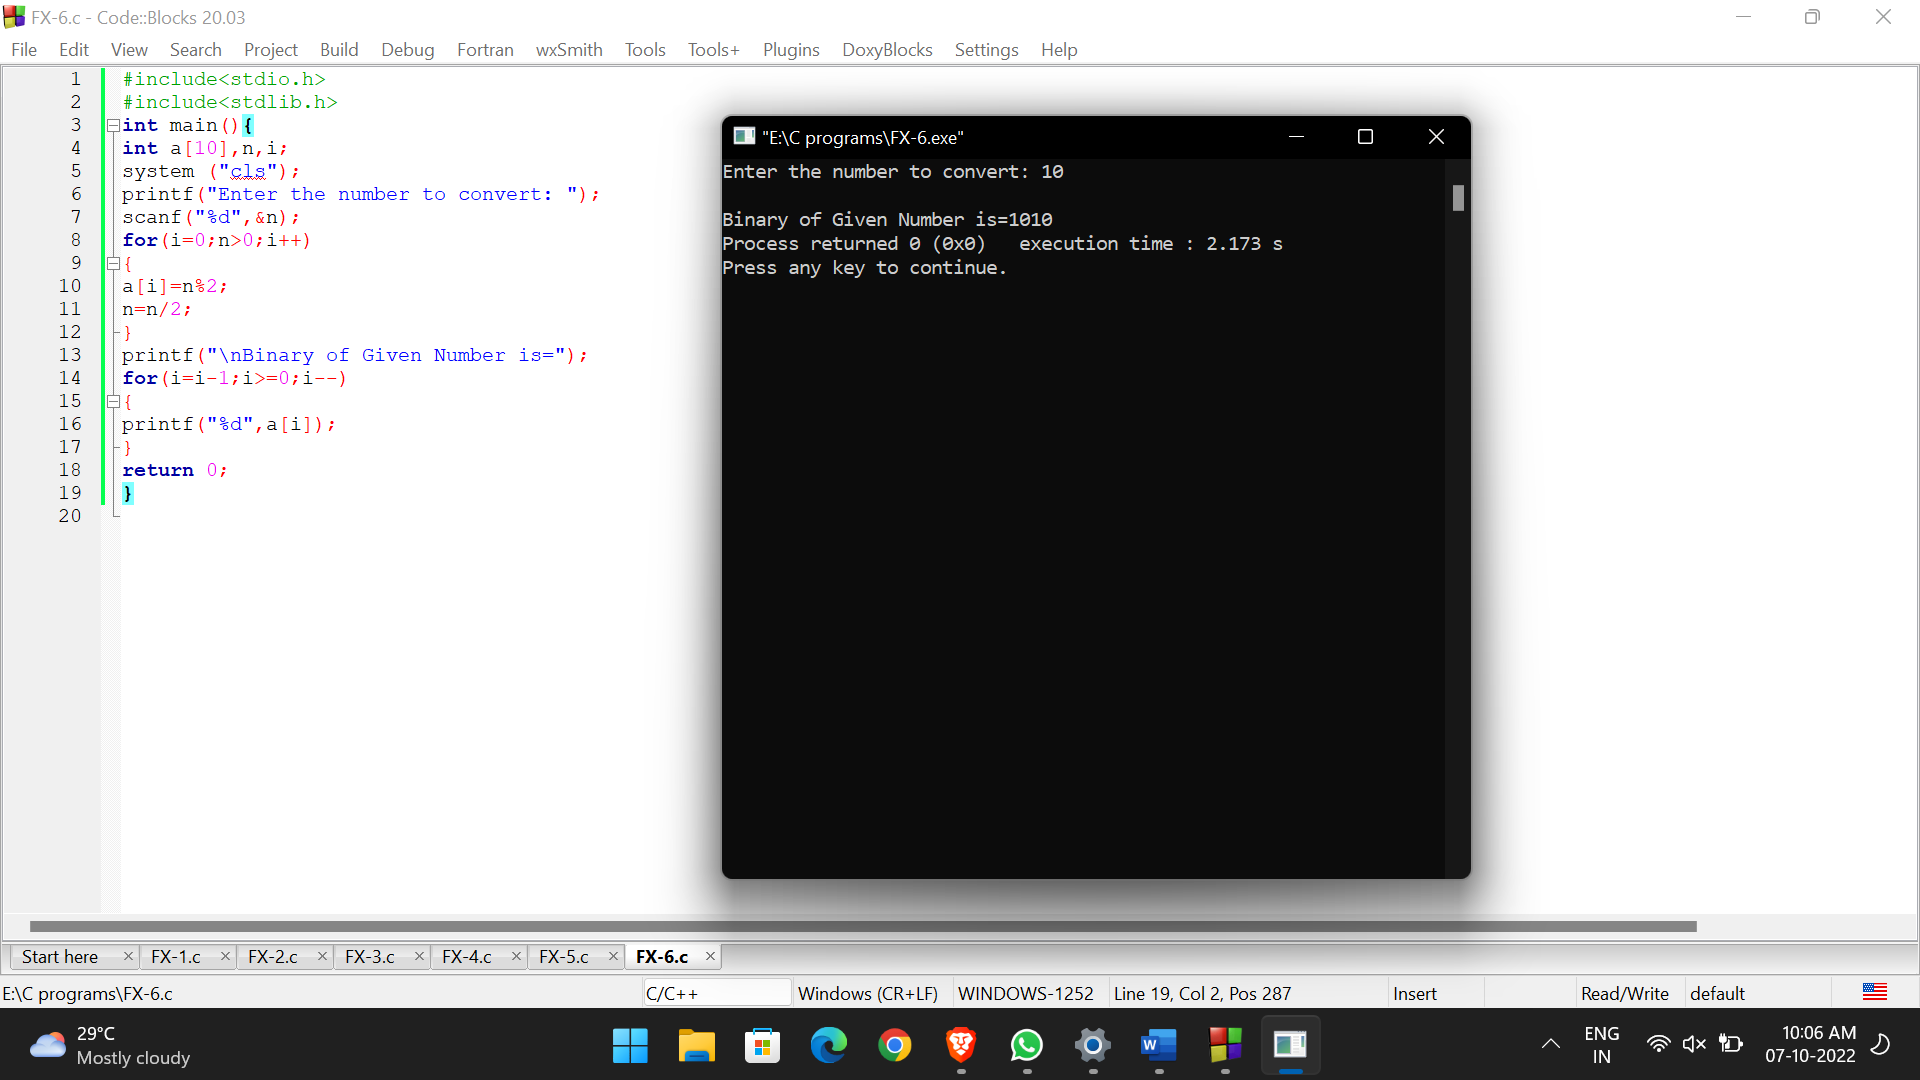 FX-6.c - Code::Blocks 20.03
File Edit View Search Project Build Debug Fortran wxSmith Tools Tools+ Plugins DoxyBlocks Settings Help
1 #include<stdio.h>
2 #include<stdlib.h>
3 int main(){
4 int a[10],n,i;
5 system ("cls");
6 printf("Enter the number to convert: ");
7 scanf("%d",&n);
8 for(i=0;n>0;i++)
9 {
10 a[i]=n%2;
11 n=n/2;
12 }
13 printf("\nBinary of Given Number is=");
14 for(i=i-1;i>=0;i--)
15 {
16 printf("%d",a[i]);
17 }
18 return 0;
19 }
20
"E:\C programs\FX-6.exe"
Enter the number to convert: 10
Binary of Given Number is=1010
Process returned 0 (0x0)   execution time : 2.173 s
Press any key to continue.
Start here FX-1.c FX-2.c FX-3.c FX-4.c FX-5.c FX-6.c
E:\C programs\FX-6.c C/C++ Windows (CR+LF) WINDOWS-1252 Line 19, Col 2, Pos 287 Insert Read/Write default
29°C
Mostly cloudy
W
ENG
IN
10:06 AM
07-10-2022